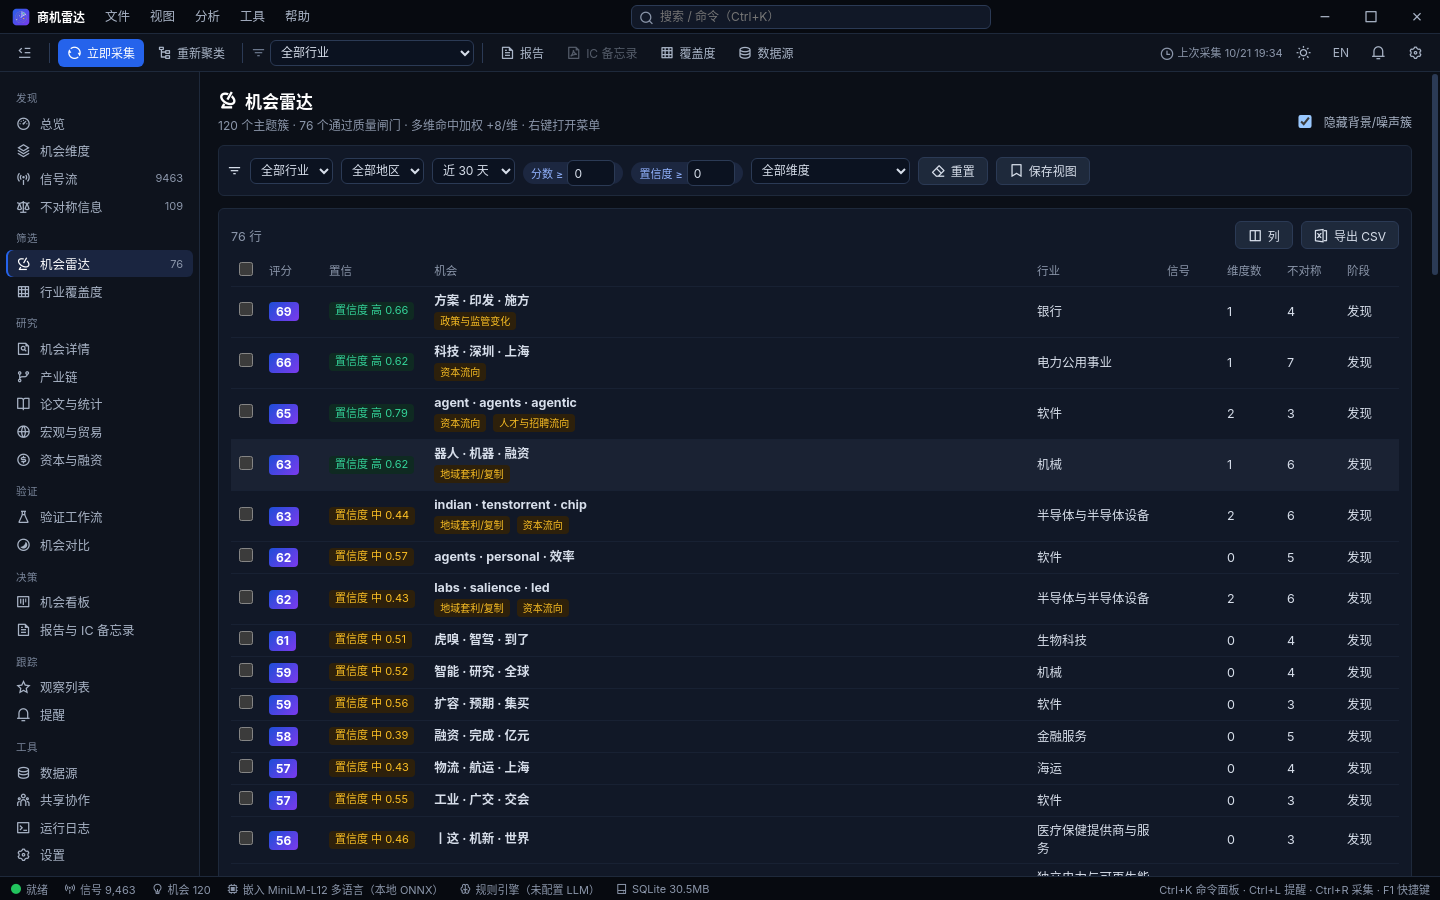 商机雷达 文件 视图 分析 工具 帮助 搜索 / 命令（Ctrl+K）
立即采集 重新聚类 全部行业 报告 IC 备忘录 覆盖度 数据源 上次采集 10/21 19:34 EN
发现
总览
机会维度
信号流 9463
不对称信息 109
筛选
机会雷达 76
行业覆盖度
研究
机会详情
产业链
论文与统计
宏观与贸易
资本与融资
验证
验证工作流
机会对比
决策
机会看板
报告与 IC 备忘录
跟踪
观察列表
提醒
工具
数据源
共享协作
运行日志
设置
机会雷达
120 个主题簇 · 76 个通过质量闸门 · 多维命中加权 +8/维 · 右键打开菜单
隐藏背景/噪声簇
全部行业 全部地区 近 30 天 分数 ≥ 0 置信度 ≥ 0 全部维度 重置 保存视图
76 行 列 导出 CSV
评分 置信 机会 行业 信号 维度数 不对称 阶段
69 置信度 高 0.66 方案 · 印发 · 施方 银行 1 4 发现
政策与监管变化
66 置信度 高 0.62 科技 · 深圳 · 上海 电力公用事业 1 7 发现
资本流向
65 置信度 高 0.79 agent · agents · agentic 软件 2 3 发现
资本流向 人才与招聘流向
63 置信度 高 0.62 器人 · 机器 · 融资 机械 1 6 发现
地域套利/复制
63 置信度 中 0.44 indian · tenstorrent · chip 半导体与半导体设备 2 6 发现
地域套利/复制 资本流向
62 置信度 中 0.57 agents · personal · 效率 软件 0 5 发现
62 置信度 中 0.43 labs · salience · led 半导体与半导体设备 2 6 发现
地域套利/复制 资本流向
61 置信度 中 0.51 虎嗅 · 智驾 · 到了 生物科技 0 4 发现
59 置信度 中 0.52 智能 · 研究 · 全球 机械 0 4 发现
59 置信度 中 0.56 扩容 · 预期 · 集买 软件 0 3 发现
58 置信度 中 0.39 融资 · 完成 · 亿元 金融服务 0 5 发现
57 置信度 中 0.43 物流 · 航运 · 上海 海运 0 4 发现
57 置信度 中 0.55 工业 · 广交 · 交会 软件 0 3 发现
56 置信度 中 0.46 丨这 · 机新 · 世界 医疗保健提供商与服务 0 3 发现
就绪 信号 9,463 机会 120 嵌入 MiniLM-L12 多语言（本地 ONNX） 规则引擎（未配置 LLM） SQLite 30.5MB Ctrl+K 命令面板 · Ctrl+L 提醒 · Ctrl+R 采集 · F1 快捷键